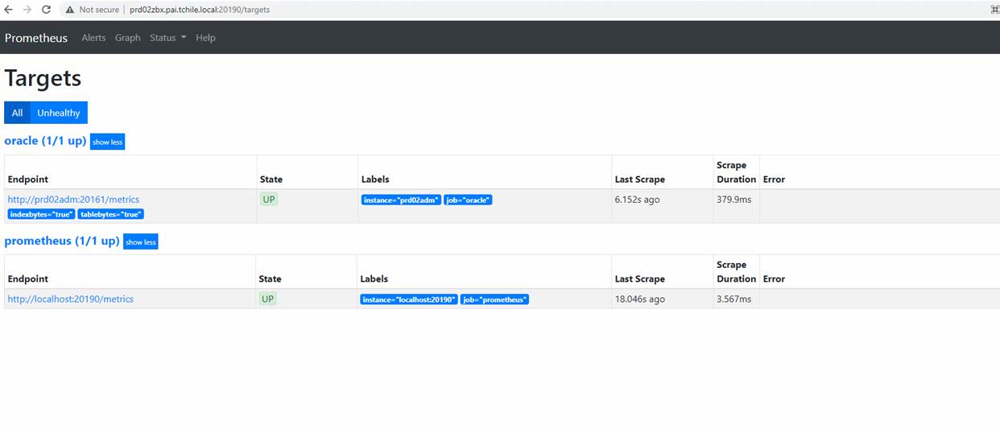 Not secure | prd02zbx.pai.tchile.local:20190/targets
Prometheus Alerts Graph Status Help
Targets
All Unhealthy
oracle (1/1 up) show less
Scrape
Endpoint State Labels Last Scrape Duration Error
http://prd02adm:20161/metrics UP instance="prd02adm" job="oracle" 6.152s ago 379.9ms
indexbytes="true" tablebytes="true"
prometheus (1/1 up) show less
Scrape
Endpoint State Labels Last Scrape Duration Error
http://localhost:20190/metrics UP instance="localhost:20190" job="prometheus" 18.046s ago 3.567ms